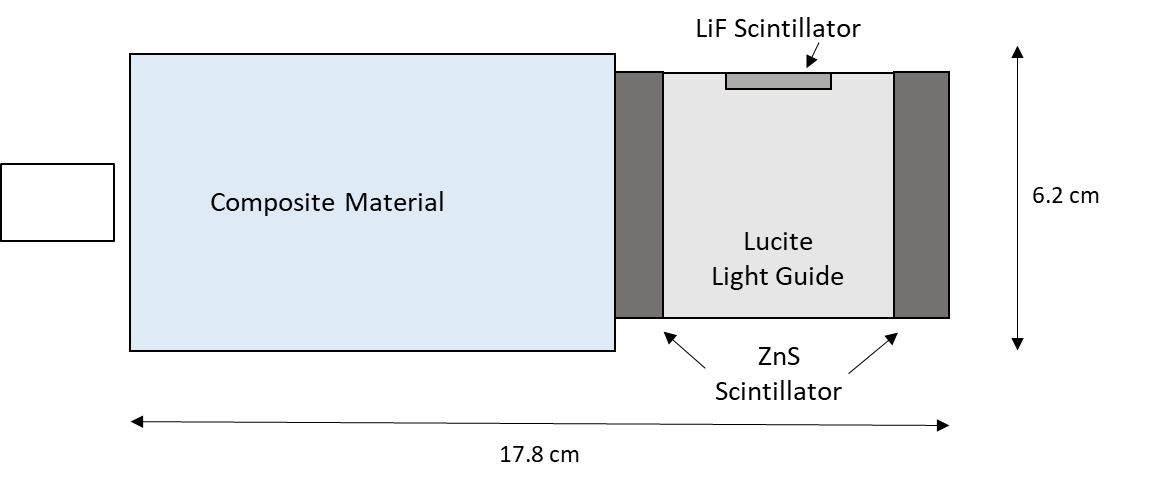 LiF Scintillator
Composite Material
6.2 cm
Lucite
Light Guide
ZnS
Scintillator
17.8 cm